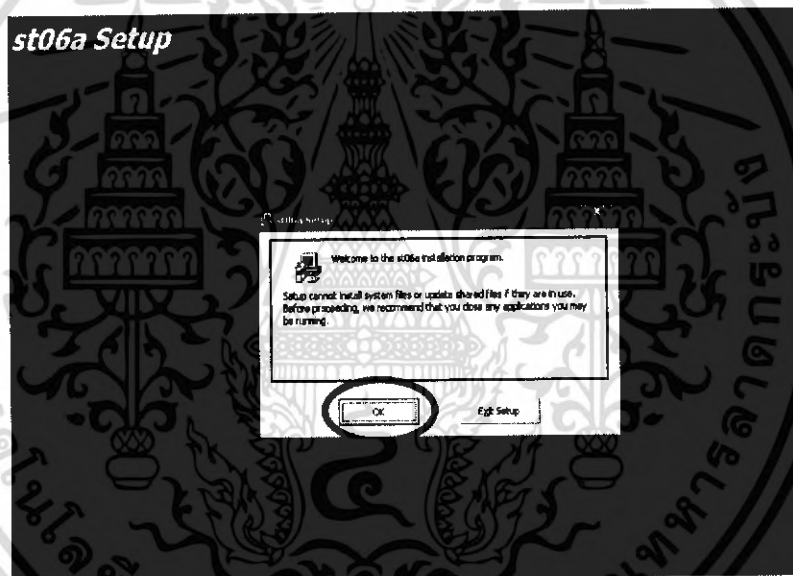 st06a Setup
st06a Setup
Welcome to the st06a installation program.
Setup cannot install system files or update shared files if they are in use.
Before proceeding, we recommend that you close any applications you may
be running.
OK
Exit Setup